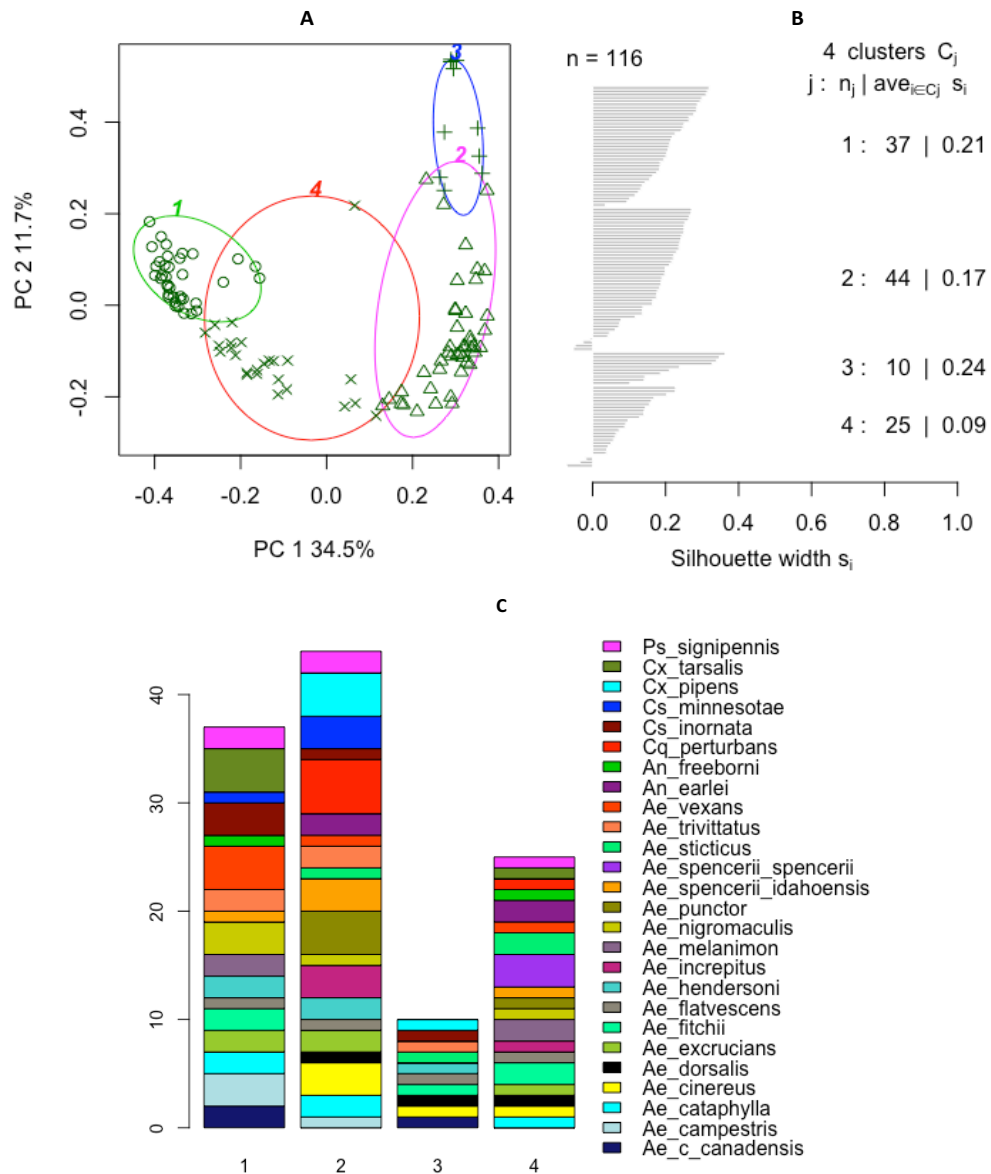 A
B
n = 116
4 clusters Cj
j : nj | ave i∈Cj si
1 : 37 | 0.21
2 : 44 | 0.17
3 : 10 | 0.24
4 : 25 | 0.09
3
2
4
1
PC 2 11.7%
0.4
0.2
0.0
-0.2
-0.4 -0.2 0.0 0.2 0.4
PC 1 34.5%
0.0 0.2 0.4 0.6 0.8 1.0
Silhouette width si
C
40
30
20
10
0
1 2 3 4
Ps_signipennis
Cx_tarsalis
Cx_pipens
Cs_minnesotae
Cs_inornata
Cq_perturbans
An_freeborni
An_earlei
Ae_vexans
Ae_trivittatus
Ae_sticticus
Ae_spencerii_spencerii
Ae_spencerii_idahoensis
Ae_punctor
Ae_nigromaculis
Ae_melanimon
Ae_increpitus
Ae_hendersoni
Ae_flatvescens
Ae_fitchii
Ae_excrucians
Ae_dorsalis
Ae_cinereus
Ae_cataphylla
Ae_campestris
Ae_c_canadensis